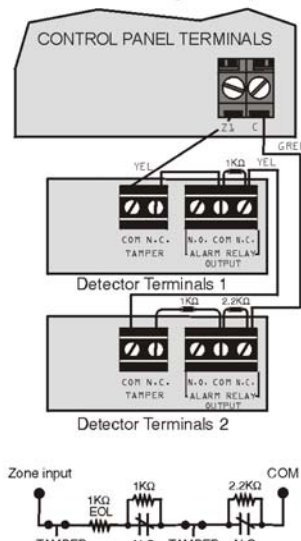 CONTROL PANEL TERMINALS
Z1 C
YEL 1KΩ YEL
COM N.C. N.O. COM N.C.
TAMPER ALARM RELAY
OUTPUT
Detector Terminals 1
1KΩ 2.2KΩ
COM N.C. N.O. COM N.C.
TAMPER ALARM RELAY
OUTPUT
Detector Terminals 2
Zone input COM
1KΩ 2.2KΩ
1KΩ
EOL